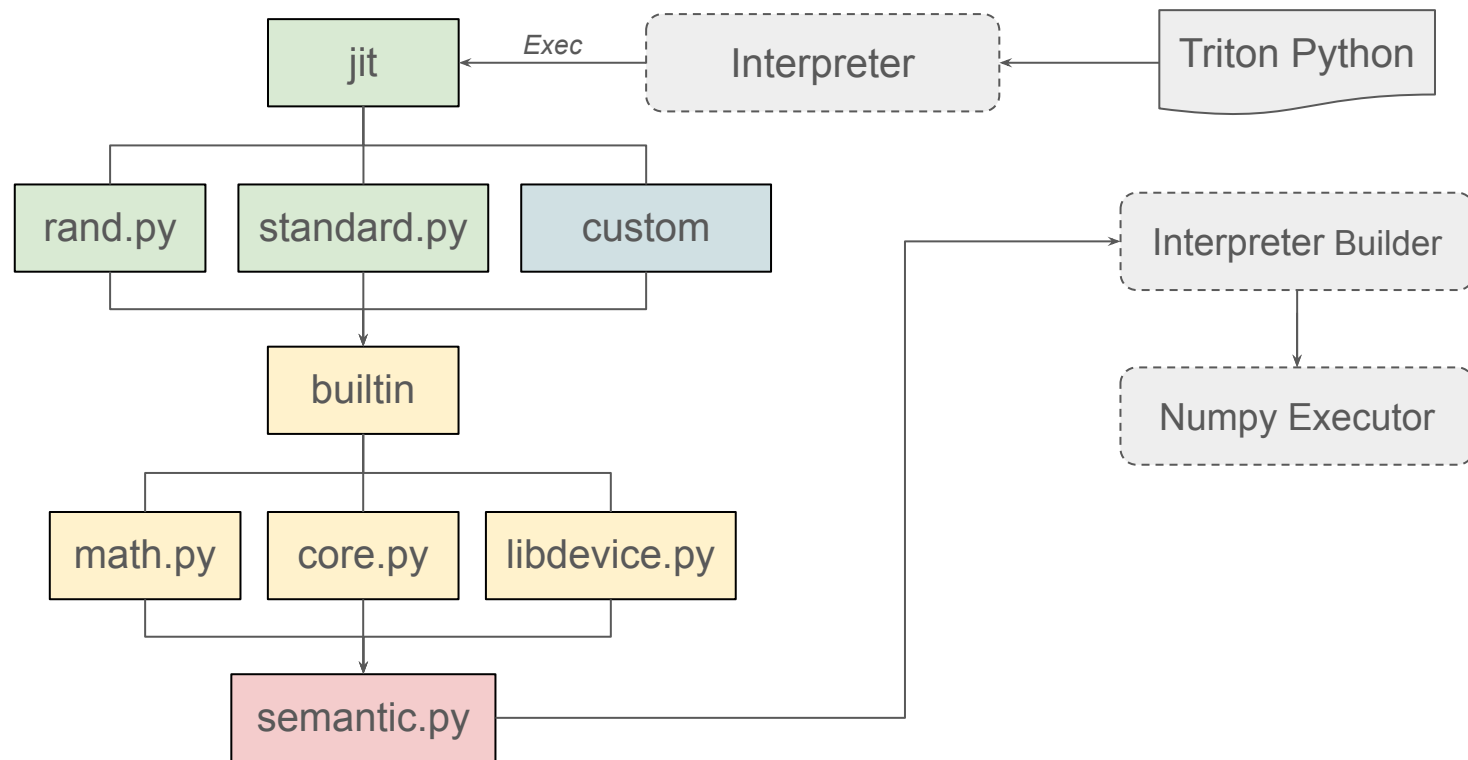 jit
Exec
Interpreter
Triton Python
rand.py
standard.py
custom
Interpreter Builder
builtin
Numpy Executor
math.py
core.py
libdevice.py
semantic.py